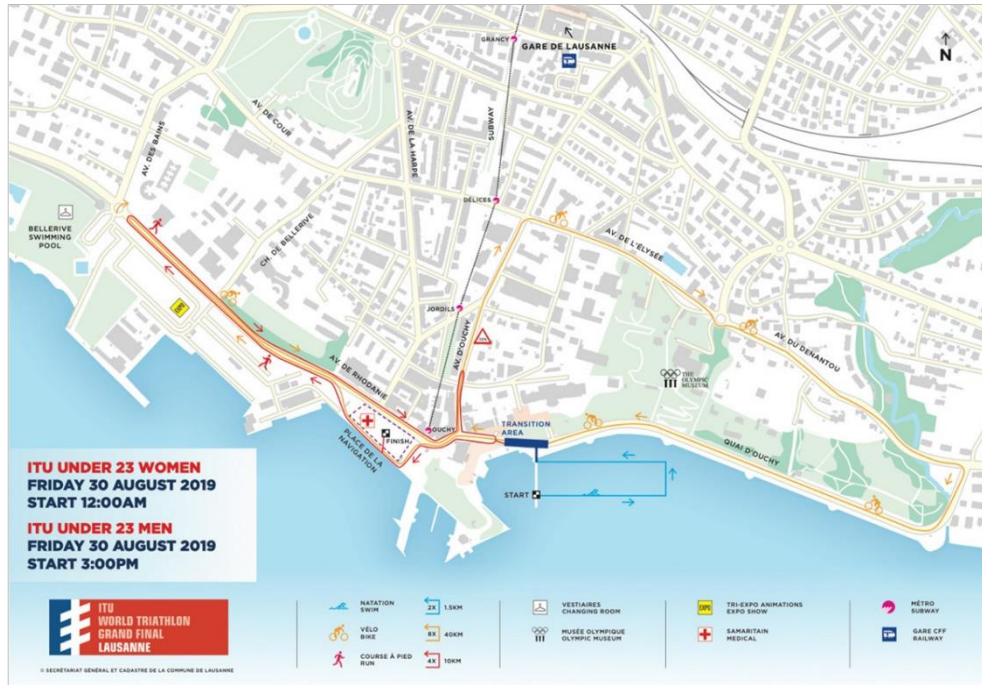 GRANCY
GARE DE LAUSANNE
N
AV. DES BAINS
AV. DE COUR
AV. DE LA HARPE
SUBWAY
DÉLICES
BELLERIVE
SWIMMING
POOL
CH. DE BELLERIVE
AV. DE L'ÉLYSÉE
EXPO
JORDILS
AV. D'OUCHY
AV. DU DENANTOU
AV. DE RHODANIE
THE
OLYMPIC
MUSEUM
OUCHY
TRANSITION
AREA
FINISH
PLACE DE LA
NAVIGATION
QUAI D'OUCHY
START
ITU UNDER 23 WOMEN
FRIDAY 30 AUGUST 2019
START 12:00AM
ITU UNDER 23 MEN
FRIDAY 30 AUGUST 2019
START 3:00PM
ITU
WORLD TRIATHLON
GRAND FINAL
LAUSANNE
© SECRÉTARIAT GÉNÉRAL ET CADASTRE DE LA COMMUNE DE LAUSANNE
NATATION
SWIM
2X 1.5KM
VÉLO
BIKE
8X 40KM
COURSE À PIED
RUN
4X 10KM
VESTIAIRES
CHANGING ROOM
MUSÉE OLYMPIQUE
OLYMPIC MUSEUM
EXPO
TRI-EXPO ANIMATIONS
EXPO SHOW
SAMARITAIN
MEDICAL
MÉTRO
SUBWAY
GARE CFF
RAILWAY